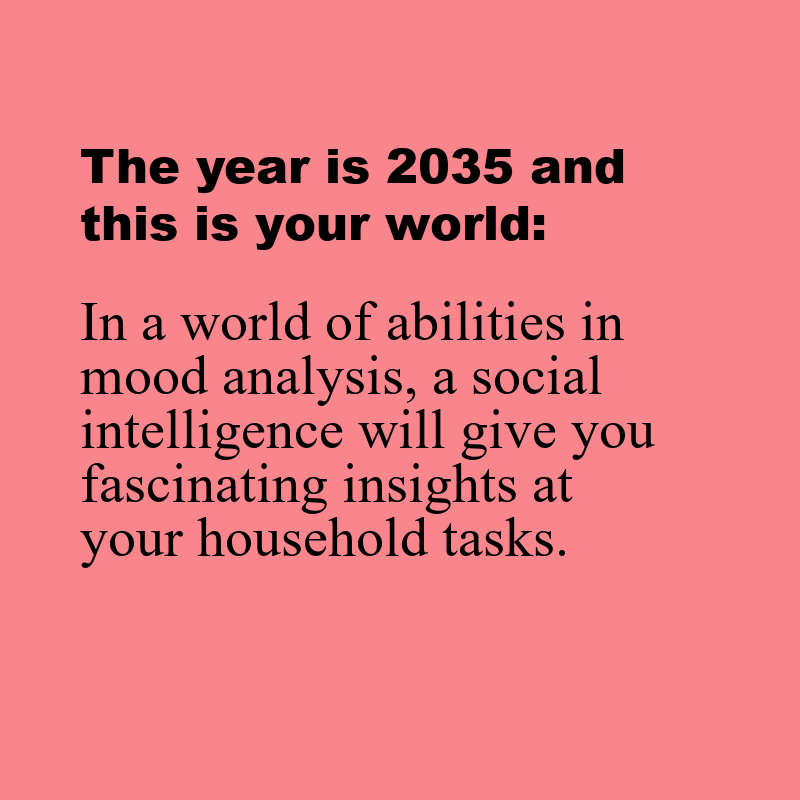 The year is 2035 and
this is your world:
In a world of abilities in
mood analysis, a social
intelligence will give you
fascinating insights at
your household tasks.